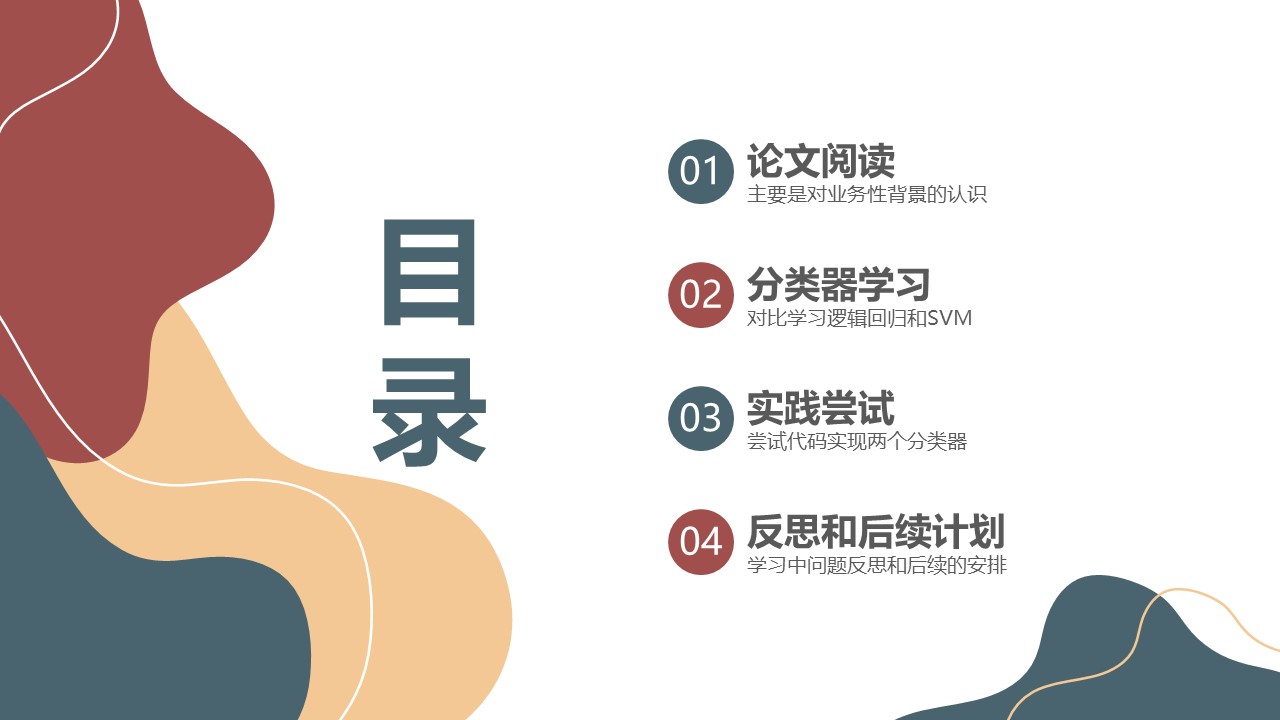 目
录
01
论文阅读
主要是对业务性背景的认识
02
分类器学习
对比学习逻辑回归和SVM
03
实践尝试
尝试代码实现两个分类器
04
反思和后续计划
学习中问题反思和后续的安排